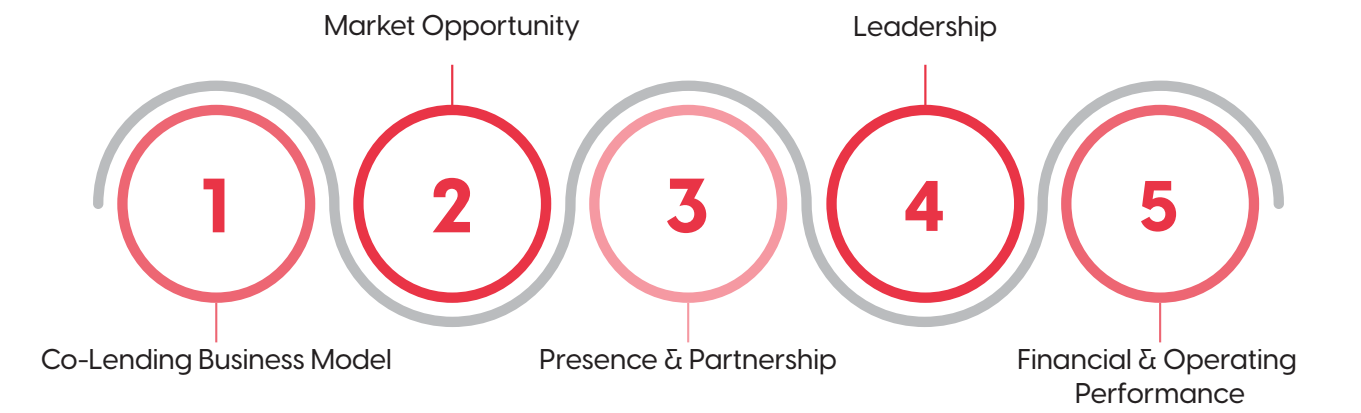 Market Opportunity
Leadership
1
2
3
4
5
Co-Lending Business Model
Presence & Partnership
Financial & Operating
Performance